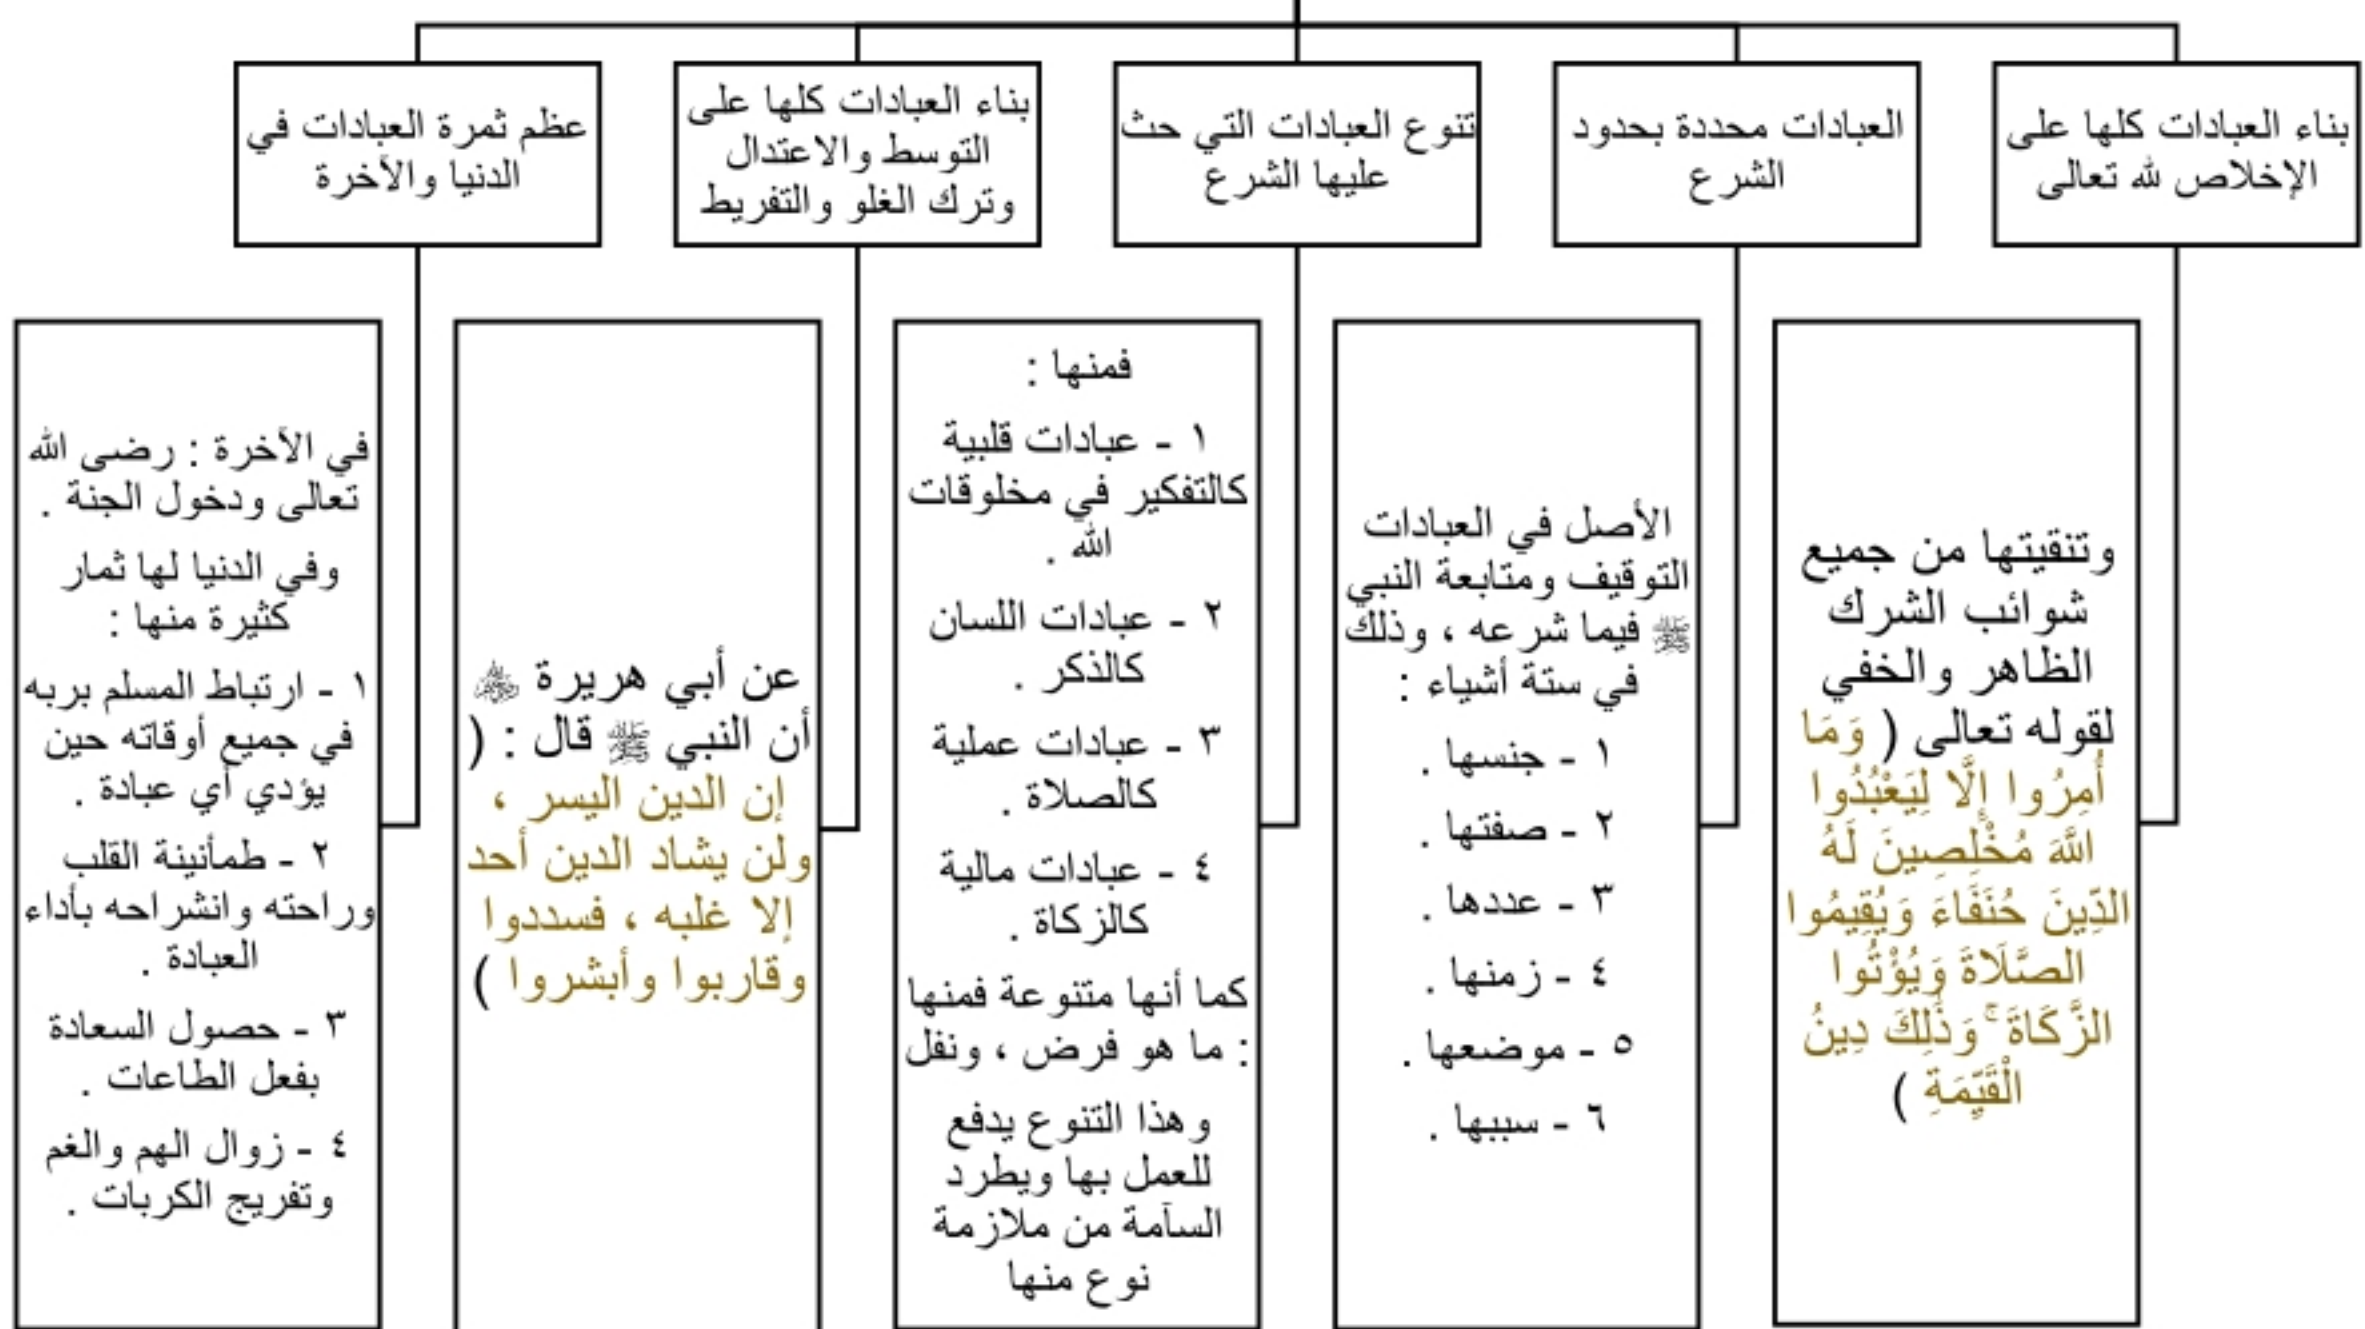 بناء العبادات كلها على
الإخلاص لله تعالى
العبادات محددة بحدود
الشرع
تنوع العبادات التي حث
عليها الشرع
بناء العبادات كلها على
التوسط والاعتدال
وترك الغلو والتفريط
عظم ثمرة العبادات في
الدنيا والآخرة
وتنقيتها من جميع
شوائب الشرك
الظاهر والخفي
لقوله تعالى ( وَمَا
أُمِرُوا إِلَّا لِيَعْبُدُوا
اللَّهَ مُخْلِصِينَ لَهُ
الدِّينَ حُنَفَاءَ وَيُقِيمُوا
الصَّلَاةَ وَيُؤْتُوا
الزَّكَاةَ ۚ وَذَٰلِكَ دِينُ
الْقَيِّمَةِ )
الأصل في العبادات
التوقيف ومتابعة النبي
ﷺ فيما شرعه ، وذلك
في ستة أشياء :
١ - جنسها .
٢ - صفتها .
٣ - عددها .
٤ - زمنها .
٥ - موضعها .
٦ - سببها .
فمنها :
١ - عبادات قلبية
كالتفكير في مخلوقات
الله .
٢ - عبادات اللسان
كالذكر .
٣ - عبادات عملية
كالصلاة .
٤ - عبادات مالية
كالزكاة .
كما أنها متنوعة فمنها
: ما هو فرض ، ونفل
وهذا التنوع يدفع
للعمل بها ويطرد
السآمة من ملازمة
نوع منها
عن أبي هريرة رضي الله عنه
أن النبي ﷺ قال : (
إن الدين اليسر ،
ولن يشاد الدين أحد
إلا غلبه ، فسددوا
وقاربوا وأبشروا )
في الآخرة : رضى الله
تعالى ودخول الجنة .
وفي الدنيا لها ثمار
كثيرة منها :
١ - ارتباط المسلم بربه
في جميع أوقاته حين
يؤدي أي عبادة .
٢ - طمأنينة القلب
وراحته وانشراحه بأداء
العبادة .
٣ - حصول السعادة
بفعل الطاعات .
٤ - زوال الهم والغم
وتفريج الكربات .